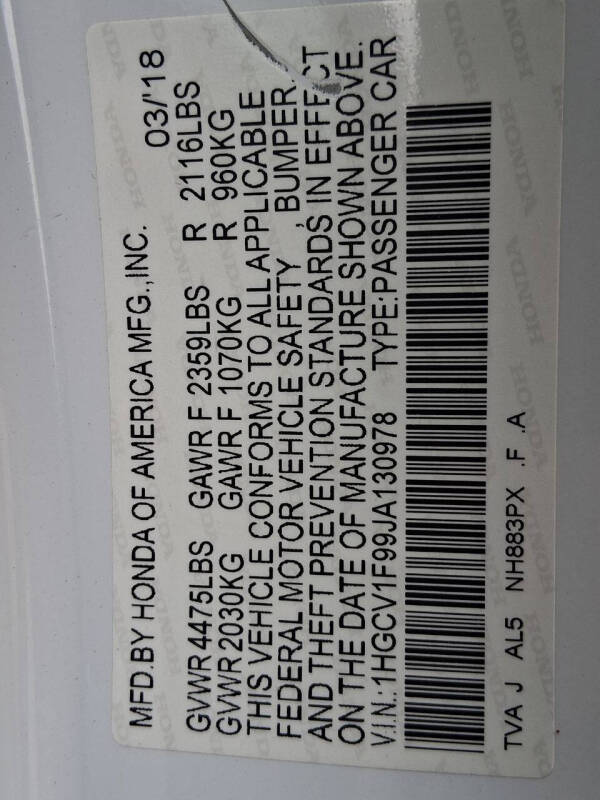 MFD.BY HONDA OF AMERICA MFG.,INC. 03/'18
GVWR 4475LBS GAWR F 2359LBS R 2116LBS
GVWR 2030KG GAWR F 1070KG R 960KG
THIS VEHICLE CONFORMS TO ALL APPLICABLE
FEDERAL MOTOR VEHICLE SAFETY , BUMPER,
AND THEFT PREVENTION STANDARDS IN EFFECT
ON THE DATE OF MANUFACTURE SHOWN ABOVE.
V.I.N.:1HGCV1F99JA130978 TYPE:PASSENGER CAR
TVA J AL5 NH883PX .F .A